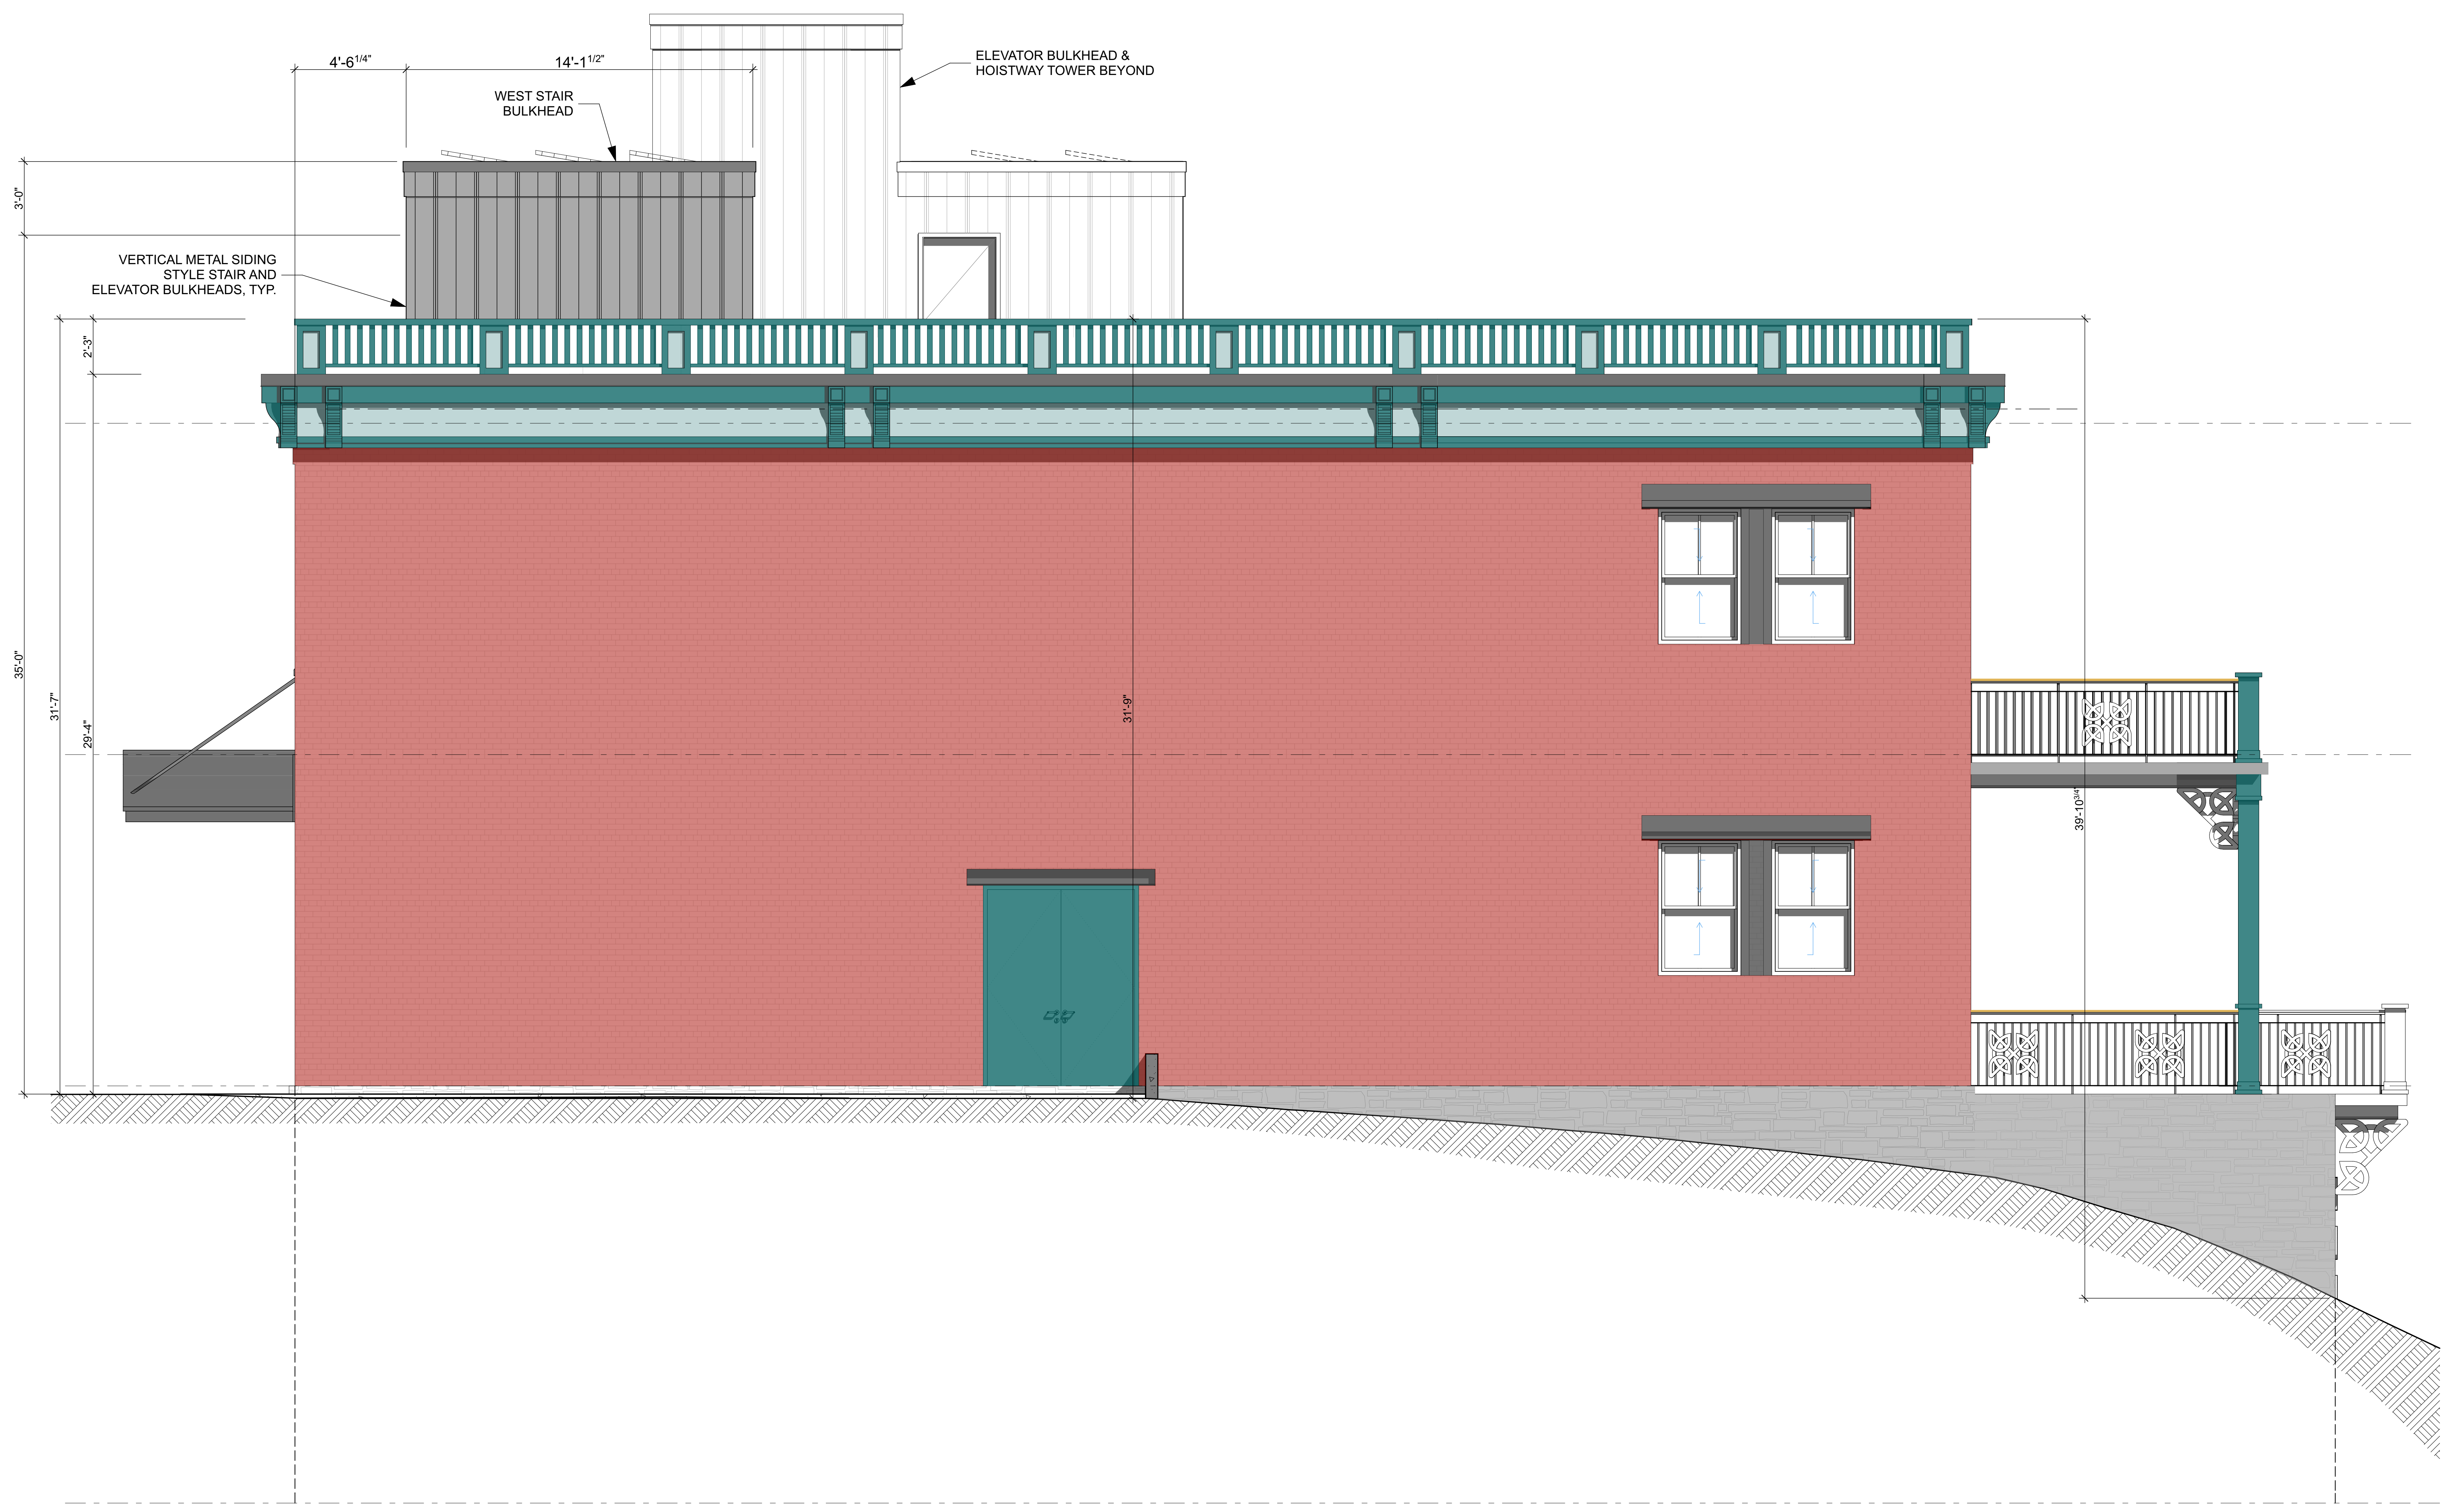 4'-6 1/4"
14'-1 1/2"
ELEVATOR BULKHEAD &
HOISTWAY TOWER BEYOND
WEST STAIR
BULKHEAD
3'-0"
VERTICAL METAL SIDING
STYLE STAIR AND
ELEVATOR BULKHEADS, TYP.
2'-3"
35'-0"
31'-7"
29'-4"
31'-9"
39'-10 3/4"